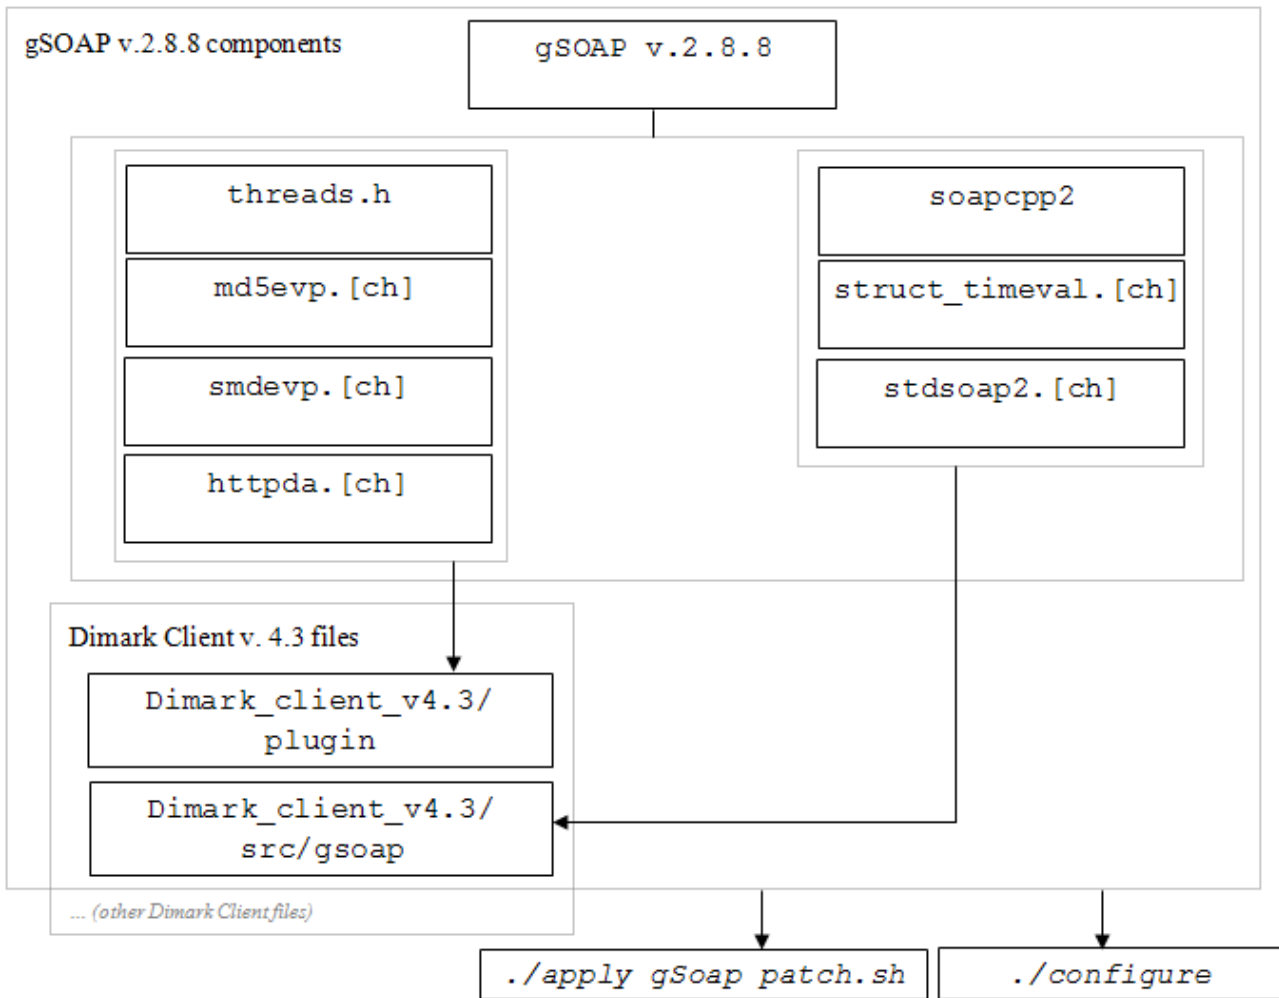 gSOAP v.2.8.8 components
gSOAP v.2.8.8
threads.h
md5evp.[ch]
smdevp.[ch]
httpda.[ch]
soapcpp2
struct_timeval.[ch]
stdsoap2.[ch]
Dimark Client v. 4.3 files
Dimark_client_v4.3/
plugin
Dimark_client_v4.3/
src/gsoap
... (other Dimark Client files)
./apply gSoap patch.sh
./configure